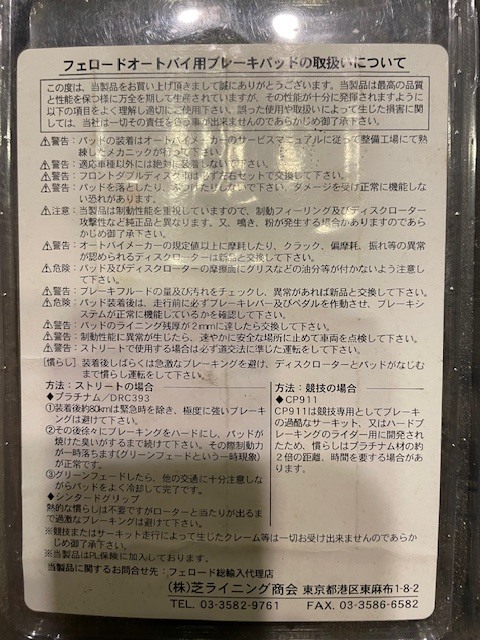 フェロードオートバイ用ブレーキパッドの取扱いについて
この度は、当製品をお買い上げ頂きまして誠にありがとうございます。当製品は最高の品質
と性能を保つ様に万全を期して生産されていますが、その性能が十分に発揮されますように
以下の項目をよく理解し適切にご使用下さい。誤った使用や取扱いによって生じた損害に関
しては、当社は一切その責任を負う事が出来ませんのであらかじめ御了承下さい。
⚠警告：パッドの装着はオートバイメーカーのサービスマニュアルに従って整備工場にて熟
練したメカニックが行って下さい。
⚠警告：適応車種以外には絶対に装着しないで下さい。
⚠警告：フロントダブルディスク車は必ず左右セットで交換して下さい。
⚠警告：パッドを落としたり、ぶつけたりしないで下さい。ダメージを受け正常に機能しな
い恐れがあります。
⚠注意：当製品は制動性能を重視していますので、制動フィーリング及びディスクローター
攻撃性など純正品と異なります。又、鳴き、粉が発生する場合がありますのであら
かじめ御了承下さい。
⚠警告：オートバイメーカーの規定値以上に摩耗したり、クラック、偏摩耗、振れ等の異常
が認められるディスクローターは新品と交換して下さい。
⚠危険：パッド及びディスクローターの摩擦面にグリスなどの油分等が付かないよう注意し
て下さい。
⚠警告：ブレーキフルードの量及び汚れをチェックし、異常があれば新品と交換して下さい。
⚠危険：パッド装着後は、走行前に必ずブレーキレバー及びペダルを作動させ、ブレーキシ
ステムが正常に機能しているかを確認して下さい。
⚠警告：パッドのライニング残厚が2mmに達したら交換して下さい。
⚠警告：制動性能に異常が生じたら、速やかに安全な場所に止めて車両を点検して下さい。
⚠警告：ストリートで使用する場合は必ず道交法に準じた運転をして下さい。
［慣らし］装着後しばらくは急激なブレーキングを避け、ディスクローターとパッドがなじむ
まで慣らし運転をして下さい。
方法：ストリートの場合
◆プラチナム／DRC393
①装着後約80kmは緊急時を除き、極度に強いブレーキ
ングは避けて下さい。
②その後徐々にブレーキングをハードにし、パッドが
焼けた臭いがするまで続けて下さい。その際制動力
が一時落ちます(グリーンフェードという一時現象)
が正常です。
③グリーンフェードしたら、他の交通に十分注意しな
がらパッドをよく冷却して完了です。
◆シンタードグリップ
熱的な慣らしは不要ですがローターと当たりが出るま
で過激なブレーキングは避けて下さい。
方法：競技の場合
◆CP911
CP911は競技専用としてブレーキ
の過酷なサーキット、又はハード
ブレーキングのライダー用に開発され
たため、慣らしはプラチナム材の約
2倍の距離、時間を要する場合があ
ります。
※競技またはサーキット走行によって生じたクレーム等は一切お受け出来ませんのであらか
じめ御了承下さい。
※当製品はPL保険に加入しております。
当製品に関するお問合せ先：フェロード総輸入代理店
(株)芝ライニング商会 東京都港区東麻布1-8-2
TEL. 03-3582-9761 FAX. 03-3586-6582